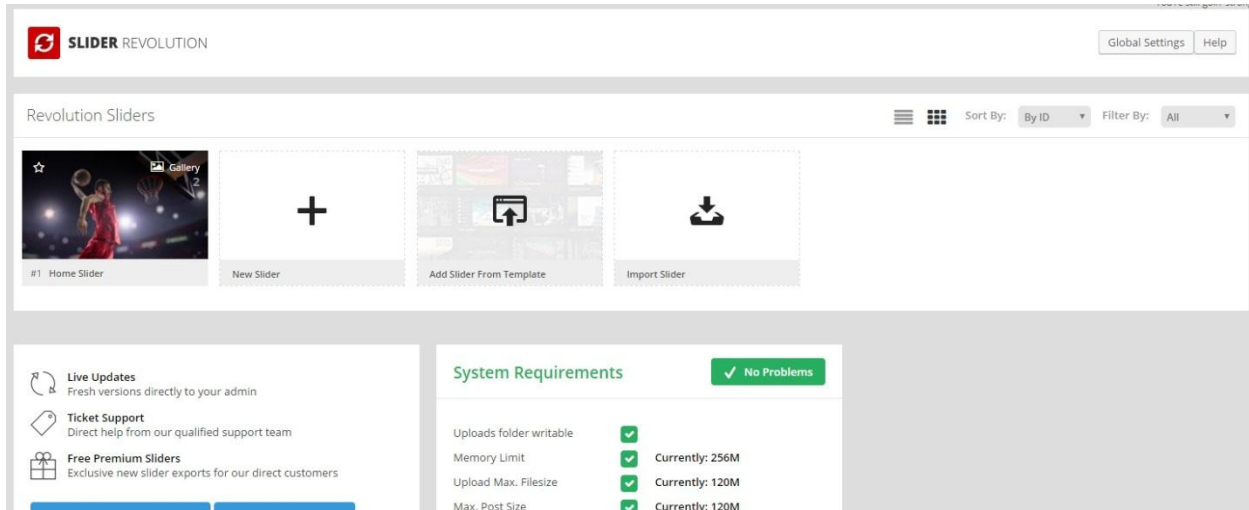 SLIDER REVOLUTION
Global Settings
Help
Revolution Sliders
Sort By:
By ID
Filter By:
All
Gallery
2
#1 Home Slider
New Slider
Add Slider From Template
Import Slider
Live Updates
Fresh versions directly to your admin
Ticket Support
Direct help from our qualified support team
Free Premium Sliders
Exclusive new slider exports for our direct customers
System Requirements
No Problems
Uploads folder writable
Memory Limit
Currently: 256M
Upload Max. Filesize
Currently: 120M
Max. Post Size
Currently: 120M